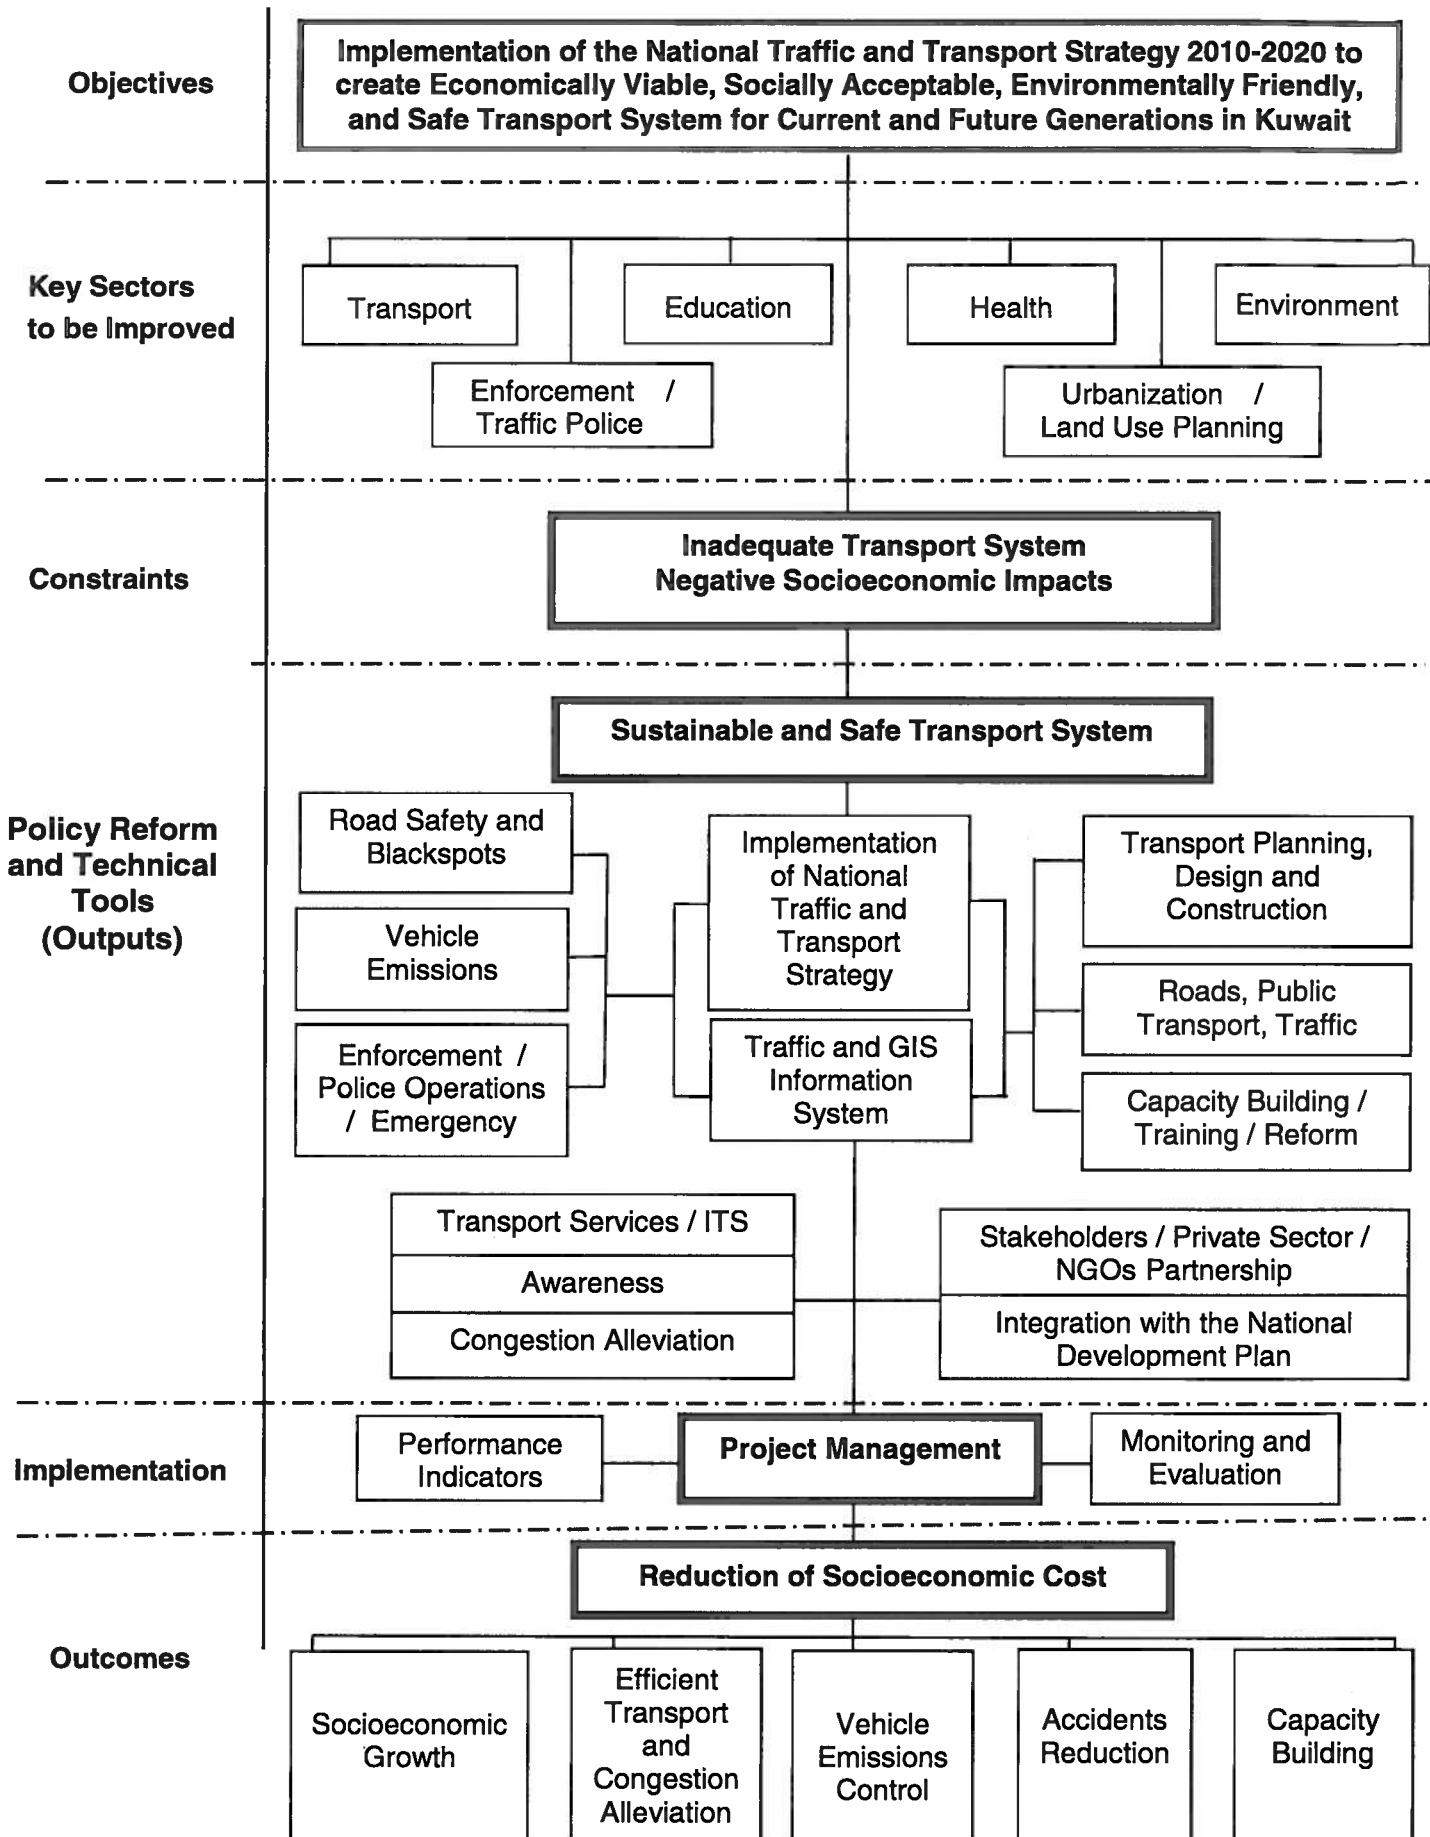 Objectives
Implementation of the National Traffic and Transport Strategy 2010-2020 to
create Economically Viable, Socially Acceptable, Environmentally Friendly,
and Safe Transport System for Current and Future Generations in Kuwait
Key Sectors
to be Improved
Transport
Education
Health
Environment
Enforcement /
Traffic Police
Urbanization /
Land Use Planning
Constraints
Inadequate Transport System
Negative Socioeconomic Impacts
Policy Reform
and Technical
Tools
(Outputs)
Sustainable and Safe Transport System
Road Safety and
Blackspots
Vehicle
Emissions
Enforcement /
Police Operations
/ Emergency
Implementation
of National
Traffic and
Transport
Strategy
Traffic and GIS
Information
System
Transport Planning,
Design and
Construction
Roads, Public
Transport, Traffic
Capacity Building /
Training / Reform
Transport Services / ITS
Awareness
Congestion Alleviation
Stakeholders / Private Sector /
NGOs Partnership
Integration with the National
Development Plan
Implementation
Performance
Indicators
Project Management
Monitoring and
Evaluation
Outcomes
Reduction of Socioeconomic Cost
Socioeconomic
Growth
Efficient
Transport
and
Congestion
Alleviation
Vehicle
Emissions
Control
Accidents
Reduction
Capacity
Building